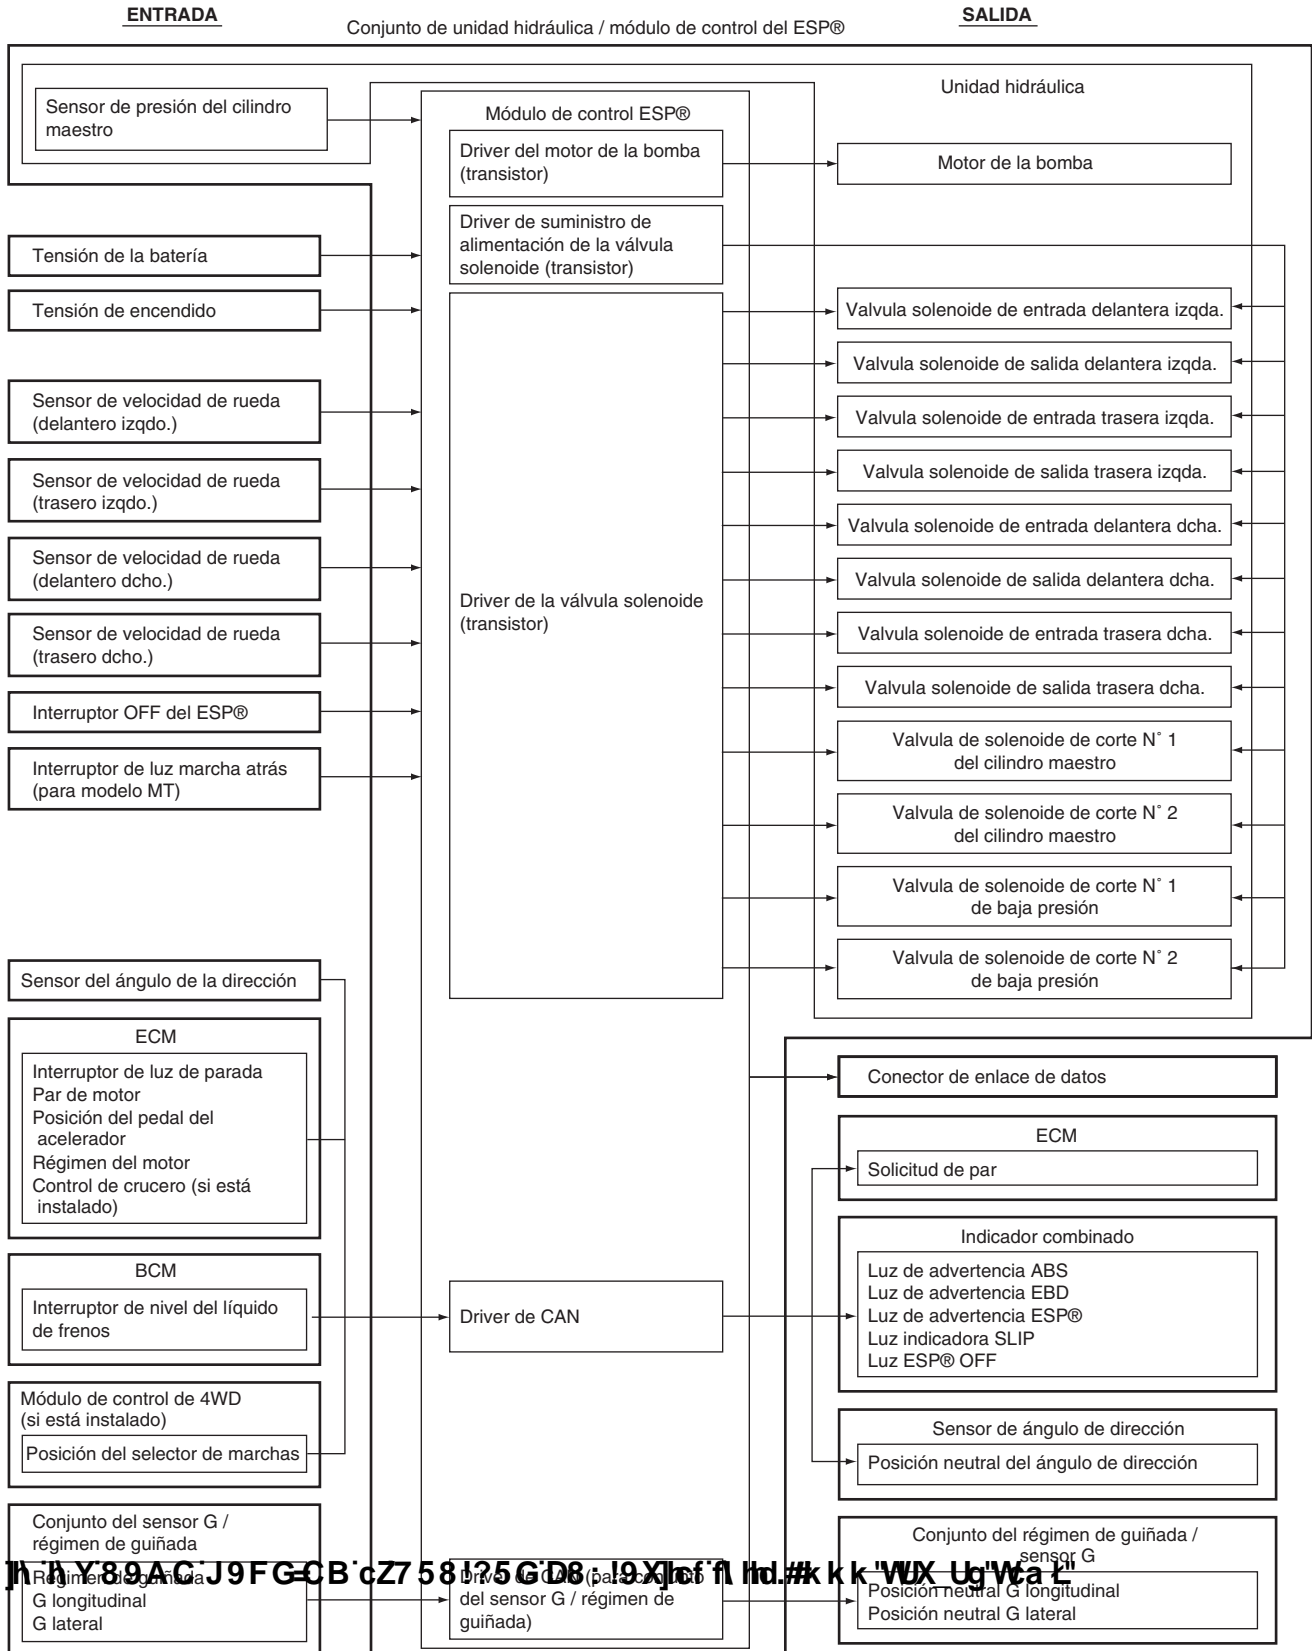 ENTRADA
SALIDA
Conjunto de unidad hidráulica / módulo de control del ESP®
Unidad hidráulica
Sensor de presión del cilindro
maestro
Módulo de control ESP®
Driver del motor de la bomba
(transistor)
Motor de la bomba
Driver de suministro de
alimentación de la válvula
solenoide (transistor)
Tensión de la batería
Tensión de encendido
Sensor de velocidad de rueda
(delantero izqdo.)
Sensor de velocidad de rueda
(trasero izqdo.)
Sensor de velocidad de rueda
(delantero dcho.)
Sensor de velocidad de rueda
(trasero dcho.)
Interruptor OFF del ESP®
Interruptor de luz marcha atrás
(para modelo MT)
Driver de la válvula solenoide
(transistor)
Valvula solenoide de entrada delantera izqda.
Valvula solenoide de salida delantera izqda.
Valvula solenoide de entrada trasera izqda.
Valvula solenoide de salida trasera izqda.
Valvula solenoide de entrada delantera dcha.
Valvula solenoide de salida delantera dcha.
Valvula solenoide de entrada trasera dcha.
Valvula solenoide de salida trasera dcha.
Valvula de solenoide de corte N° 1
del cilindro maestro
Valvula de solenoide de corte N° 2
del cilindro maestro
Valvula de solenoide de corte N° 1
de baja presión
Valvula de solenoide de corte N° 2
de baja presión
Sensor del ángulo de la dirección
ECM
Interruptor de luz de parada
Par de motor
Posición del pedal del
acelerador
Régimen del motor
Control de crucero (si está
instalado)
BCM
Interruptor de nivel del líquido
de frenos
Módulo de control de 4WD
(si está instalado)
Posición del selector de marchas
Conjunto del sensor G /
régimen de guiñada
Régimen de guiñada
G longitudinal
G lateral
Driver de CAN
Driver de CAN (para conjunto
del sensor G / régimen de
guiñada)
Conector de enlace de datos
ECM
Solicitud de par
Indicador combinado
Luz de advertencia ABS
Luz de advertencia EBD
Luz de advertencia ESP®
Luz indicadora SLIP
Luz ESP® OFF
Sensor de ángulo de dirección
Posición neutral del ángulo de dirección
Conjunto del régimen de guiñada /
sensor G
Posición neutral G longitudinal
Posición neutral G lateral